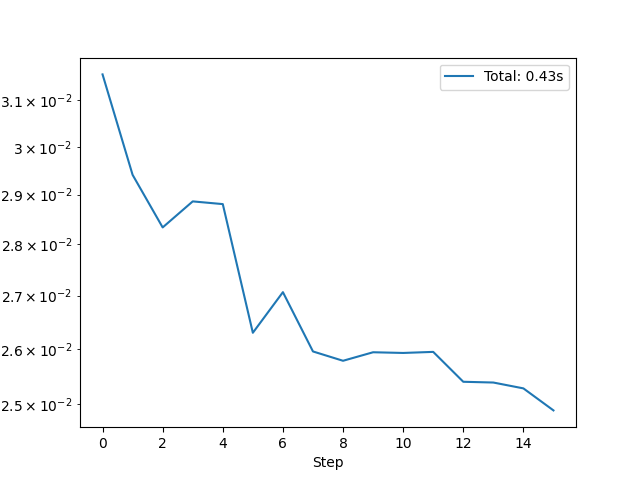 Total: 0.43s
3.1 × 10⁻²
3 × 10⁻²
2.9 × 10⁻²
2.8 × 10⁻²
2.7 × 10⁻²
2.6 × 10⁻²
2.5 × 10⁻²
0 2 4 6 8 10 12 14
Step